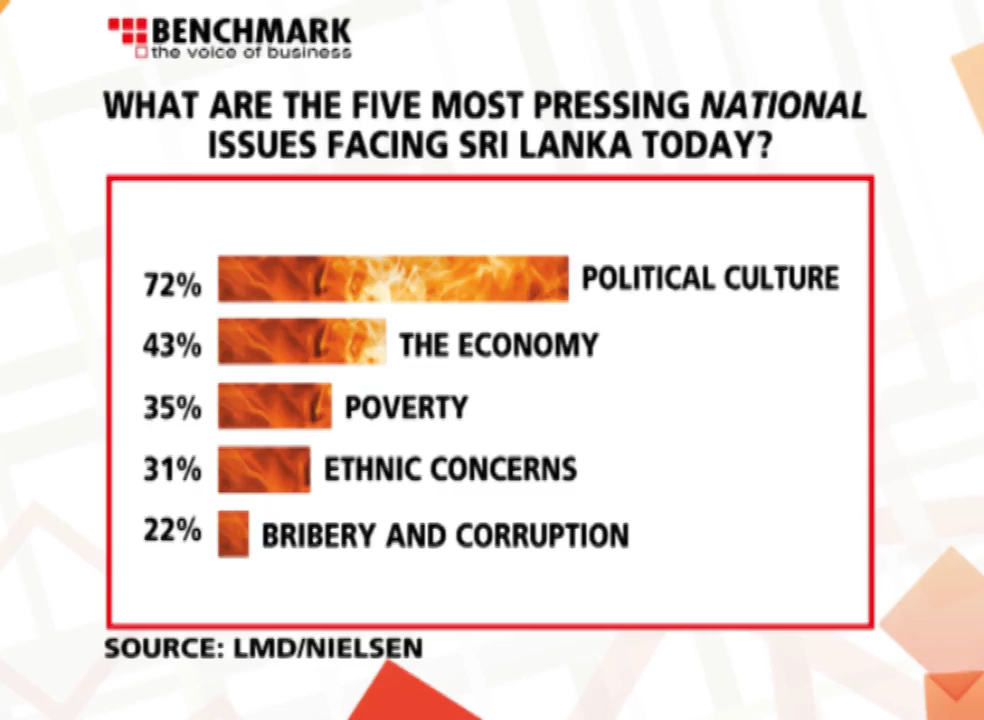 BENCHMARK
the voice of business
WHAT ARE THE FIVE MOST PRESSING NATIONAL
ISSUES FACING SRI LANKA TODAY?
72% POLITICAL CULTURE
43% THE ECONOMY
35% POVERTY
31% ETHNIC CONCERNS
22% BRIBERY AND CORRUPTION
SOURCE: LMD/NIELSEN